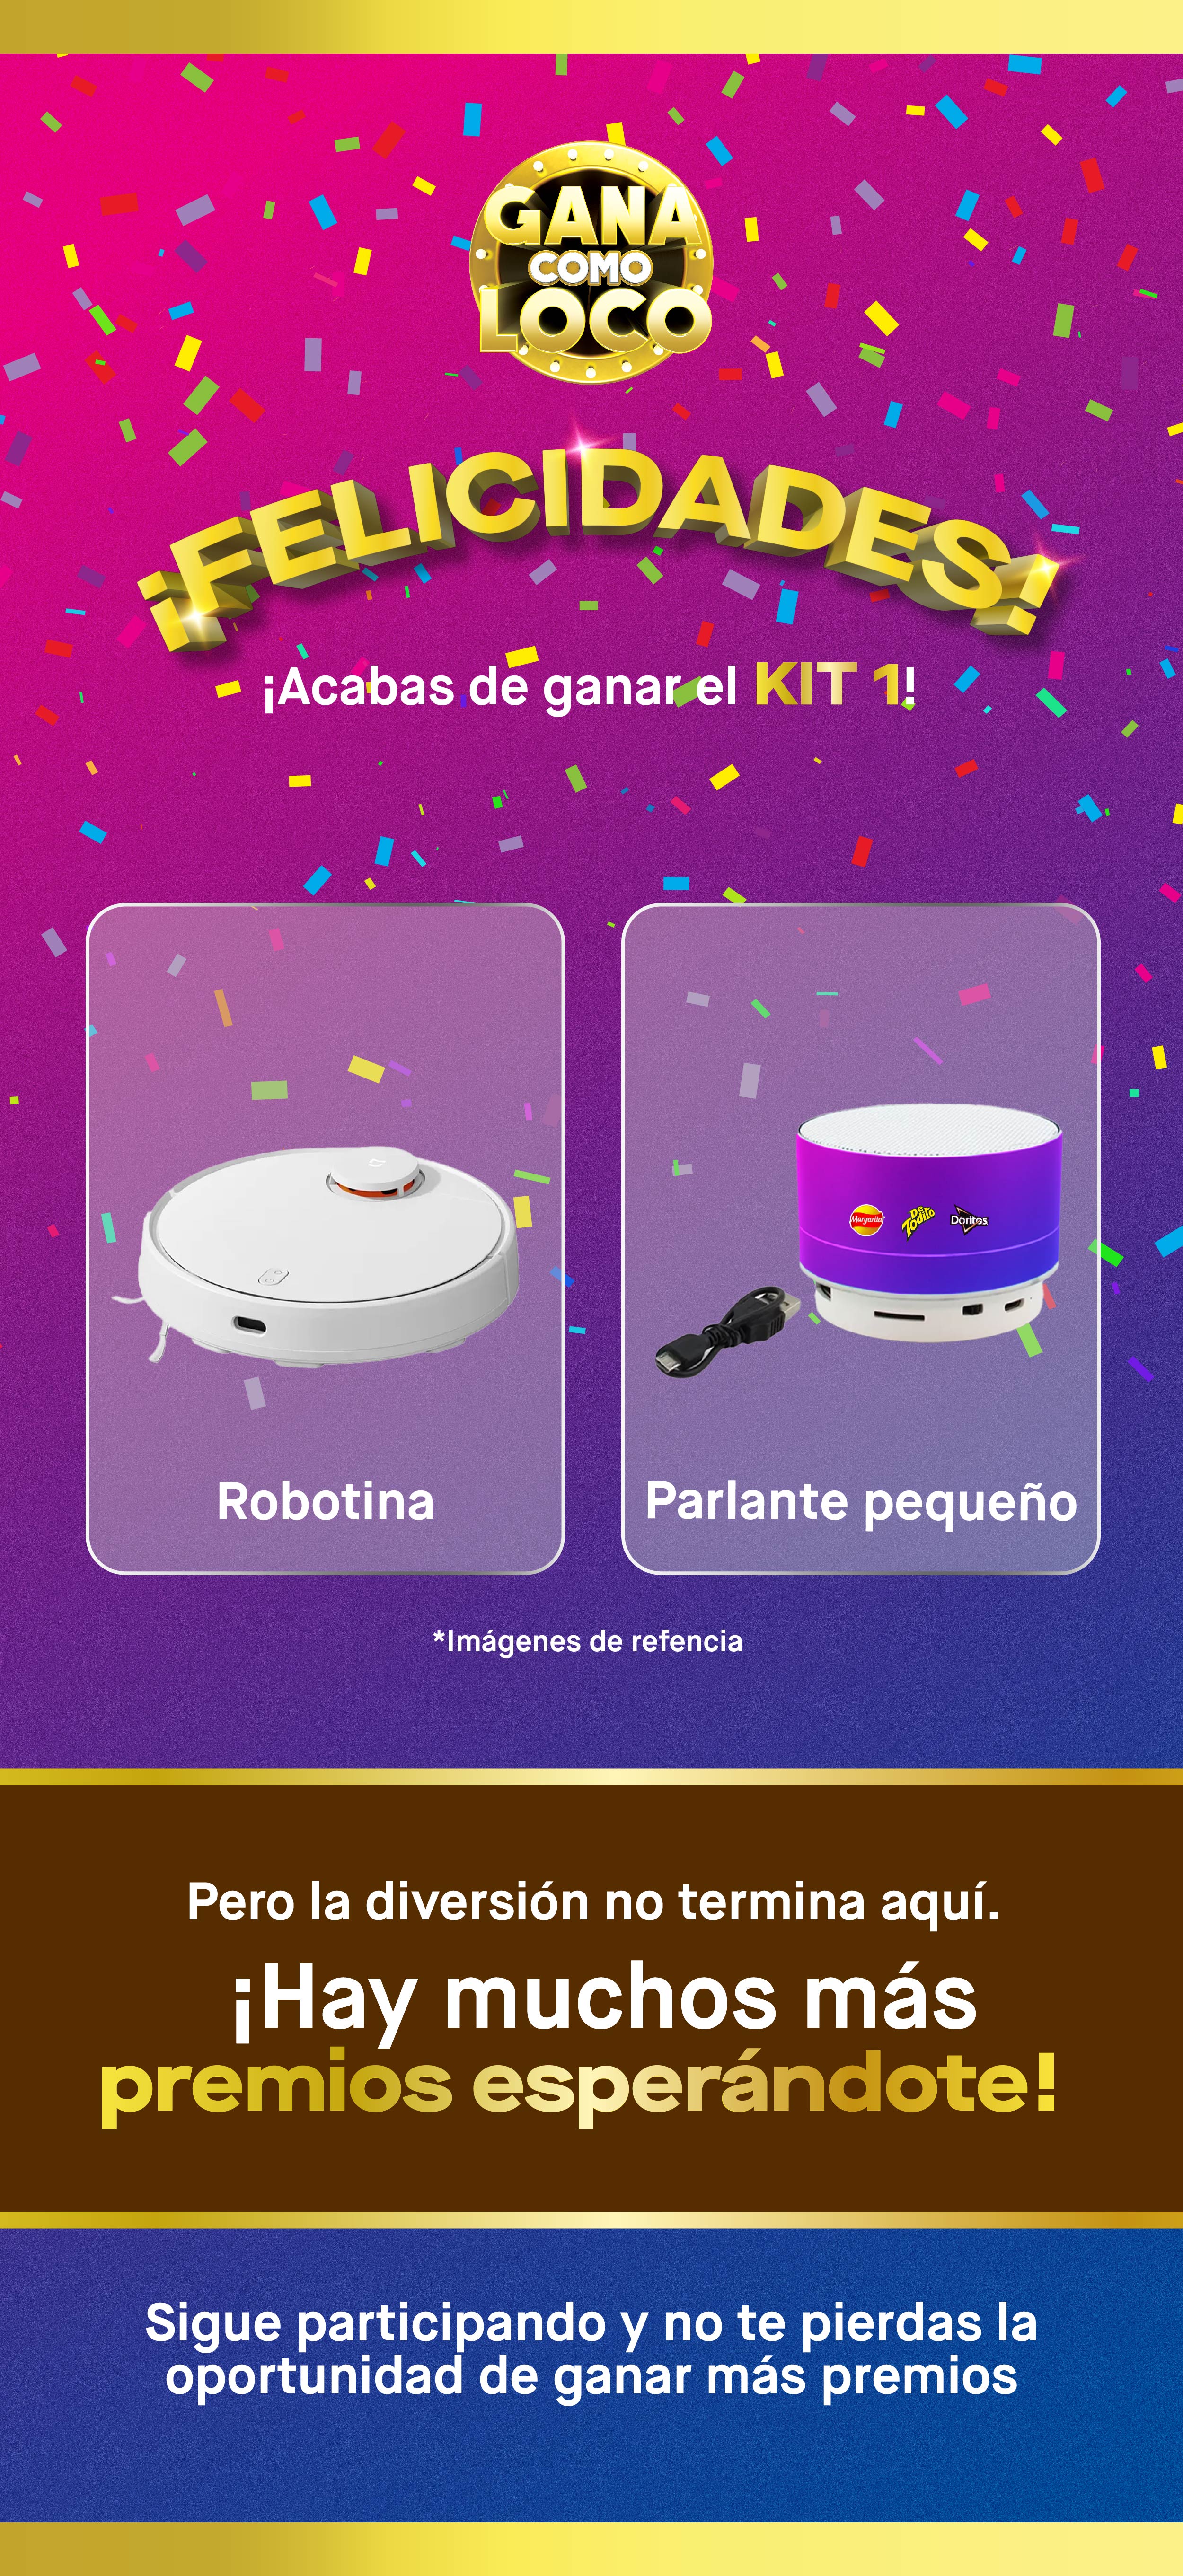 GANA
COMO
LOCO
¡FELICIDADES!
¡Acabas de ganar el KIT 1!
Margarita
De
Todito
Doritos
Robotina
Parlante pequeño
*Imágenes de refencia
Pero la diversión no termina aquí.
¡Hay muchos más
premios esperándote!
Sigue participando y no te pierdas la
oportunidad de ganar más premios